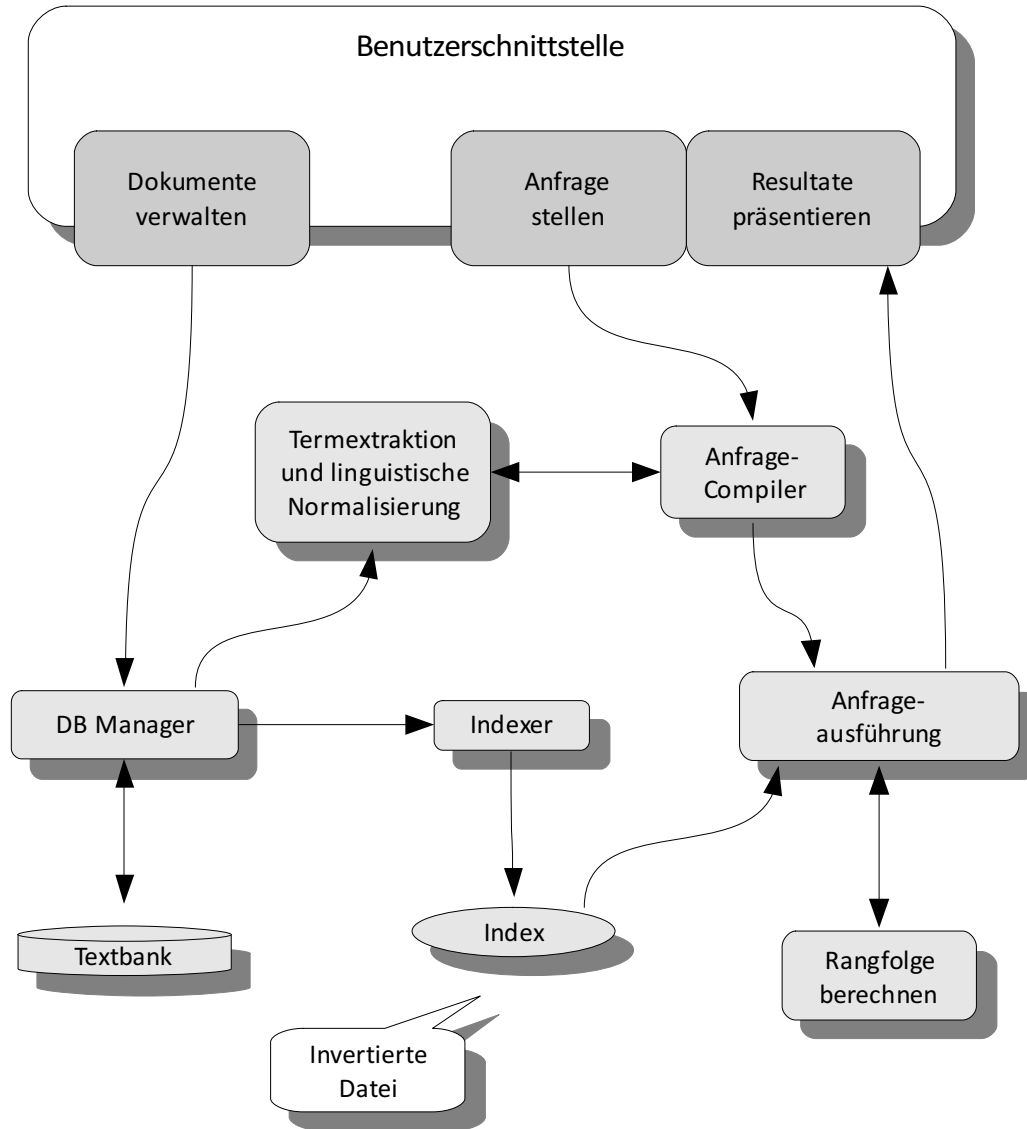 Benutzerschnittstelle
Dokumente
verwalten
Anfrage
stellen
Resultate
präsentieren
Termextraktion
und linguistische
Normalisierung
Anfrage-
Compiler
DB Manager
Indexer
Anfrage-
ausführung
Textbank
Index
Rangfolge
berechnen
Invertierte
Datei